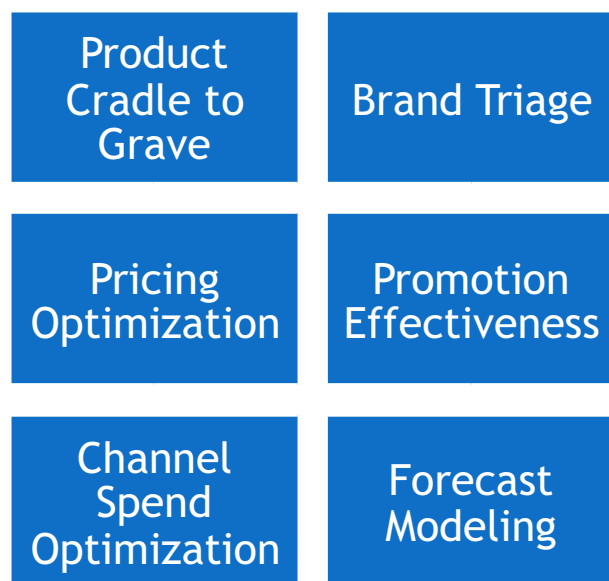 Product
Cradle to
Grave
Brand Triage
Pricing
Optimization
Promotion
Effectiveness
Channel
Spend
Optimization
Forecast
Modeling